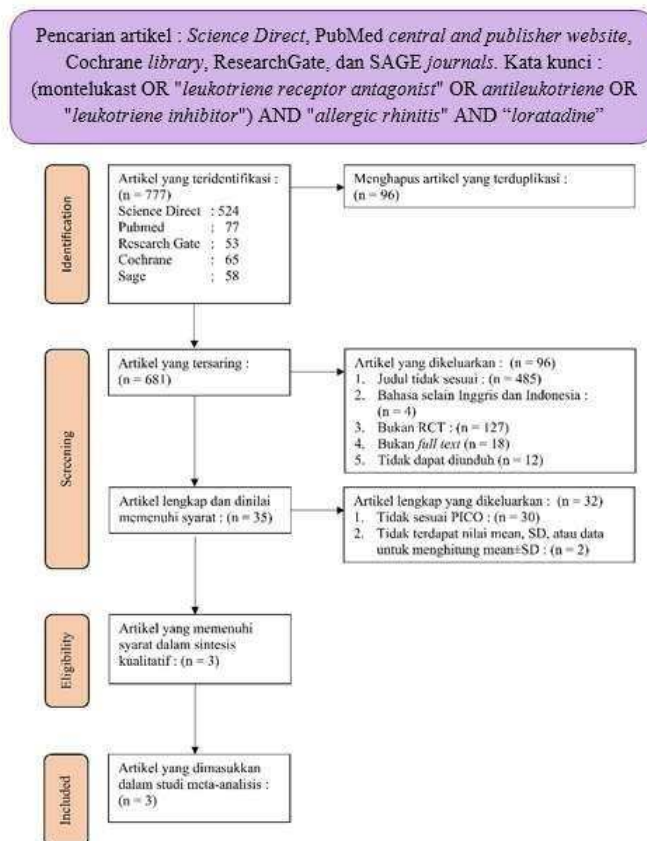 Pencarian artikel : Science Direct, PubMed central and publisher website,
Cochrane library, ResearchGate, dan SAGE journals. Kata kunci :
(montelukast OR "leukotriene receptor antagonist" OR antileukotriene OR
"leukotriene inhibitor") AND "allergic rhinitis" AND “loratadine”
Identification
Artikel yang teridentifikasi :
(n = 777)
Science Direct : 524
Pubmed : 77
Research Gate : 53
Cochrane : 65
Sage : 58
Menghapus artikel yang terduplikasi :
(n = 96)
Screening
Artikel yang tersaring :
(n = 681)
Artikel yang dikeluarkan : (n = 96)
1. Judul tidak sesuai : (n = 485)
2. Bahasa selain Inggris dan Indonesia :
(n = 4)
3. Bukan RCT : (n = 127)
4. Bukan full text (n = 18)
5. Tidak dapat diunduh (n = 12)
Artikel lengkap dan dinilai
memenuhi syarat : (n = 35)
Artikel lengkap yang dikeluarkan : (n = 32)
1. Tidak sesuai PICO : (n = 30)
2. Tidak terdapat nilai mean, SD, atau data
untuk menghitung mean±SD : (n = 2)
Eligibility
Artikel yang memenuhi
syarat dalam sintesis
kualitatif : (n = 3)
Included
Artikel yang dimasukkan
dalam studi meta-analisis :
(n = 3)